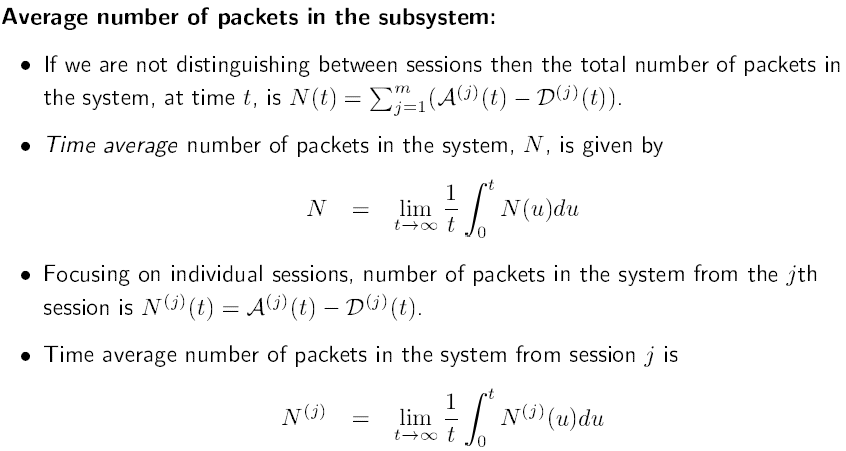 Average number of packets in the subsystem:
• If we are not distinguishing between sessions then the total number of packets in
the system, at time $t$, is $N(t) = \sum_{j=1}^{m} (\mathcal{A}^{(j)}(t) - \mathcal{D}^{(j)}(t))$.
• Time average number of packets in the system, $N$, is given by
$N = \lim_{t \to \infty} \frac{1}{t} \int_0^t N(u) du$
• Focusing on individual sessions, number of packets in the system from the $j$th
session is $N^{(j)}(t) = \mathcal{A}^{(j)}(t) - \mathcal{D}^{(j)}(t)$.
• Time average number of packets in the system from session $j$ is
$N^{(j)} = \lim_{t \to \infty} \frac{1}{t} \int_0^t N^{(j)}(u) du$